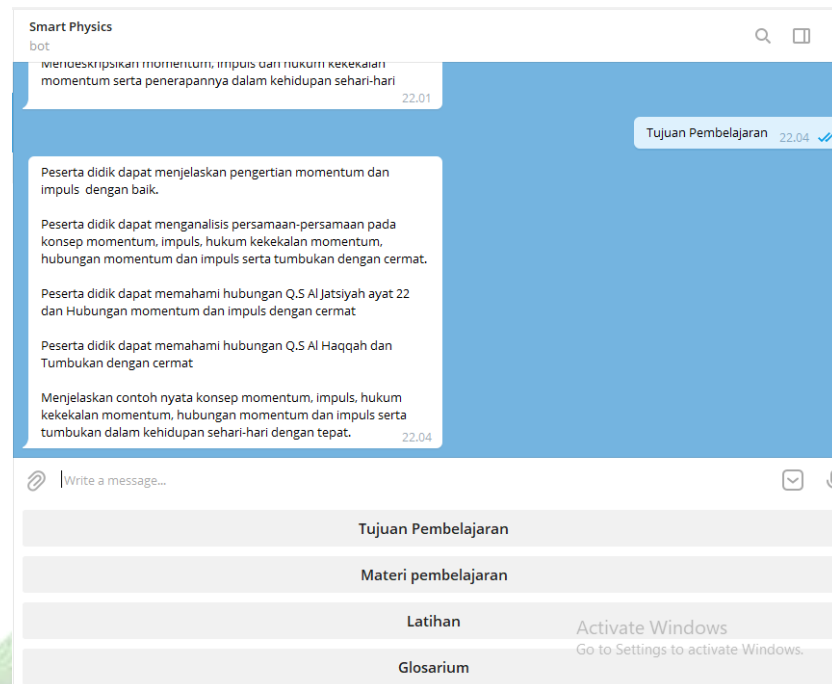 Smart Physics
bot
Mendeskripsikan momentum, impuls dan hukum kekekalan
momentum serta penerapannya dalam kehidupan sehari-hari
22.01
Tujuan Pembelajaran 22.04
Peserta didik dapat menjelaskan pengertian momentum dan
impuls dengan baik.
Peserta didik dapat menganalisis persamaan-persamaan pada
konsep momentum, impuls, hukum kekekalan momentum,
hubungan momentum dan impuls serta tumbukan dengan cermat.
Peserta didik dapat memahami hubungan Q.S Al Jatsiyah ayat 22
dan Hubungan momentum dan impuls dengan cermat
Peserta didik dapat memahami hubungan Q.S Al Haqqah dan
Tumbukan dengan cermat
Menjelaskan contoh nyata konsep momentum, impuls, hukum
kekekalan momentum, hubungan momentum dan impuls serta
tumbukan dalam kehidupan sehari-hari dengan tepat.
22.04
Write a message...
Tujuan Pembelajaran
Materi pembelajaran
Latihan
Activate Windows
Go to Settings to activate Windows.
Glosarium